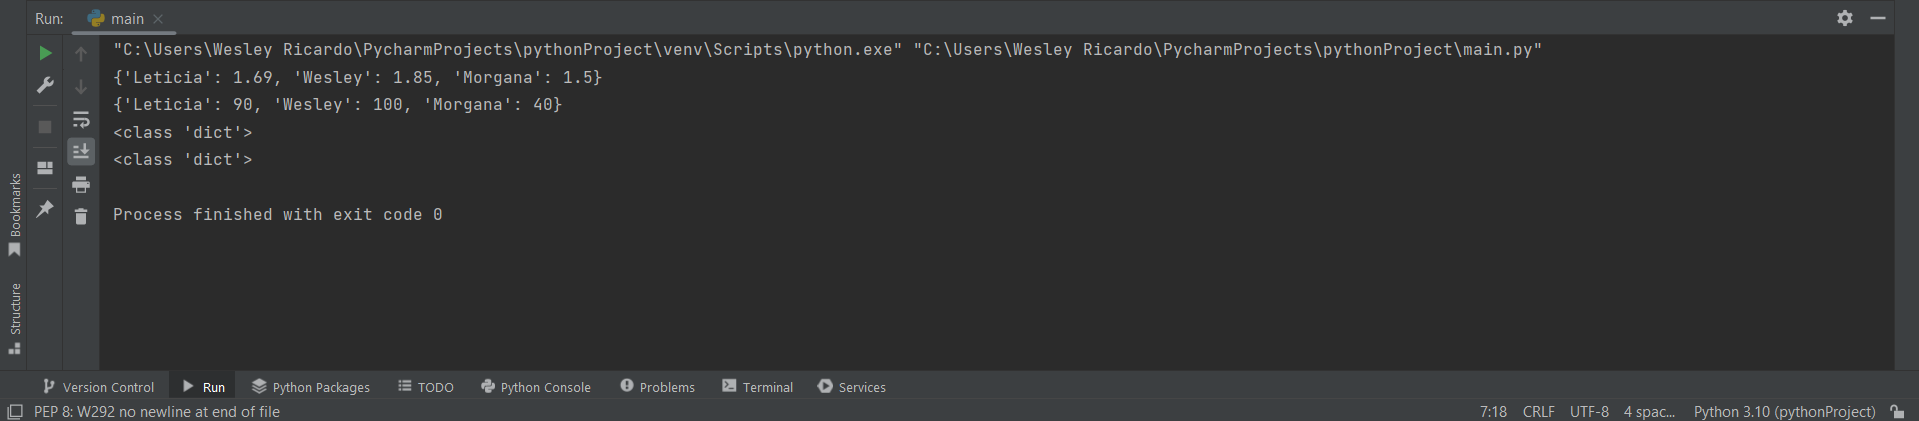 Run: main
"C:\Users\Wesley Ricardo\PycharmProjects\pythonProject\venv\Scripts\python.exe" "C:\Users\Wesley Ricardo\PycharmProjects\pythonProject\main.py"
{'Leticia': 1.69, 'Wesley': 1.85, 'Morgana': 1.5}
{'Leticia': 90, 'Wesley': 100, 'Morgana': 40}
<class 'dict'>
<class 'dict'>
Process finished with exit code 0
Bookmarks
Structure
Version Control Run Python Packages TODO Python Console Problems Terminal Services
PEP 8: W292 no newline at end of file 7:18 CRLF UTF-8 4 spac... Python 3.10 (pythonProject)